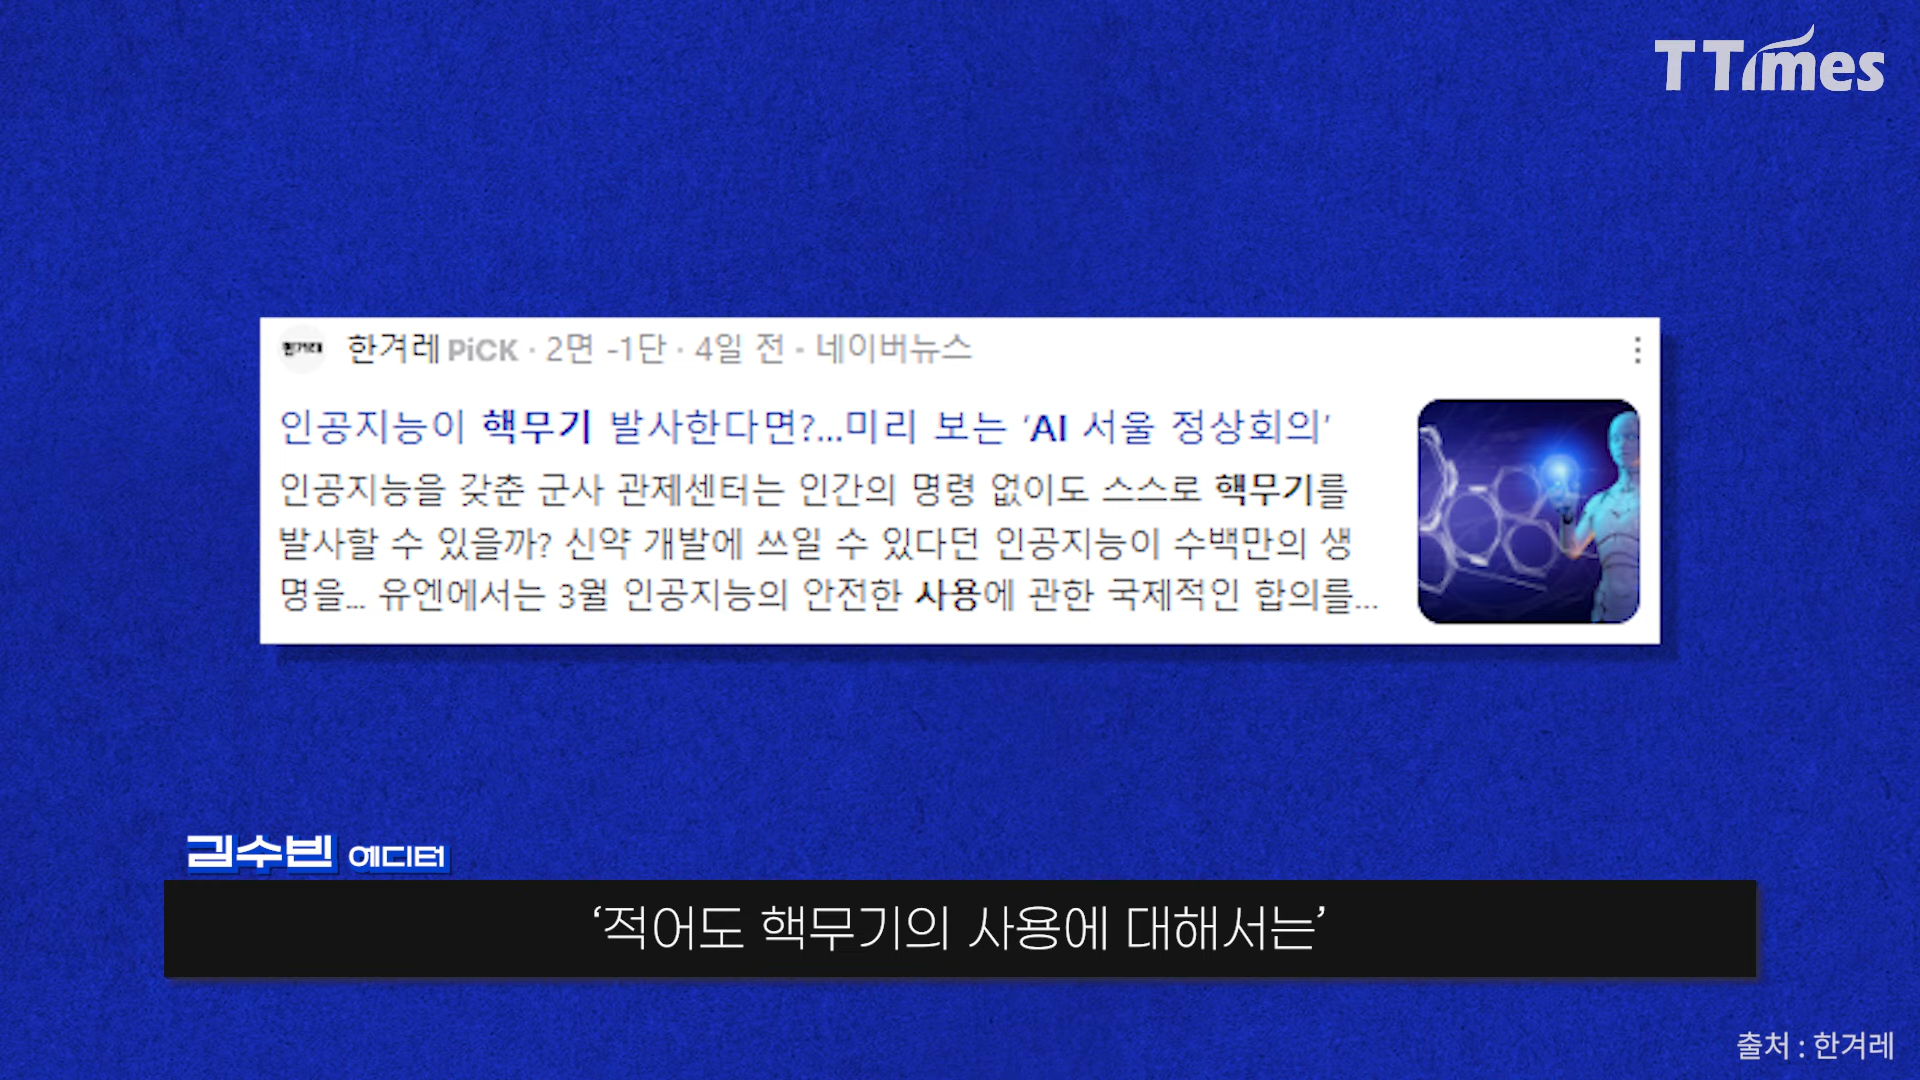 TTimes
한겨레
한겨레 PiCK · 2면 -1단 · 4일 전 · 네이버뉴스
인공지능이 핵무기 발사한다면?...미리 보는 ‘AI 서울 정상회의’
인공지능을 갖춘 군사 관제센터는 인간의 명령 없이도 스스로 핵무기를
발사할 수 있을까? 신약 개발에 쓰일 수 있다던 인공지능이 수백만의 생
명을... 유엔에서는 3월 인공지능의 안전한 사용에 관한 국제적인 합의를...
김수빈 에디터
‘적어도 핵무기의 사용에 대해서는’
출처 : 한겨레